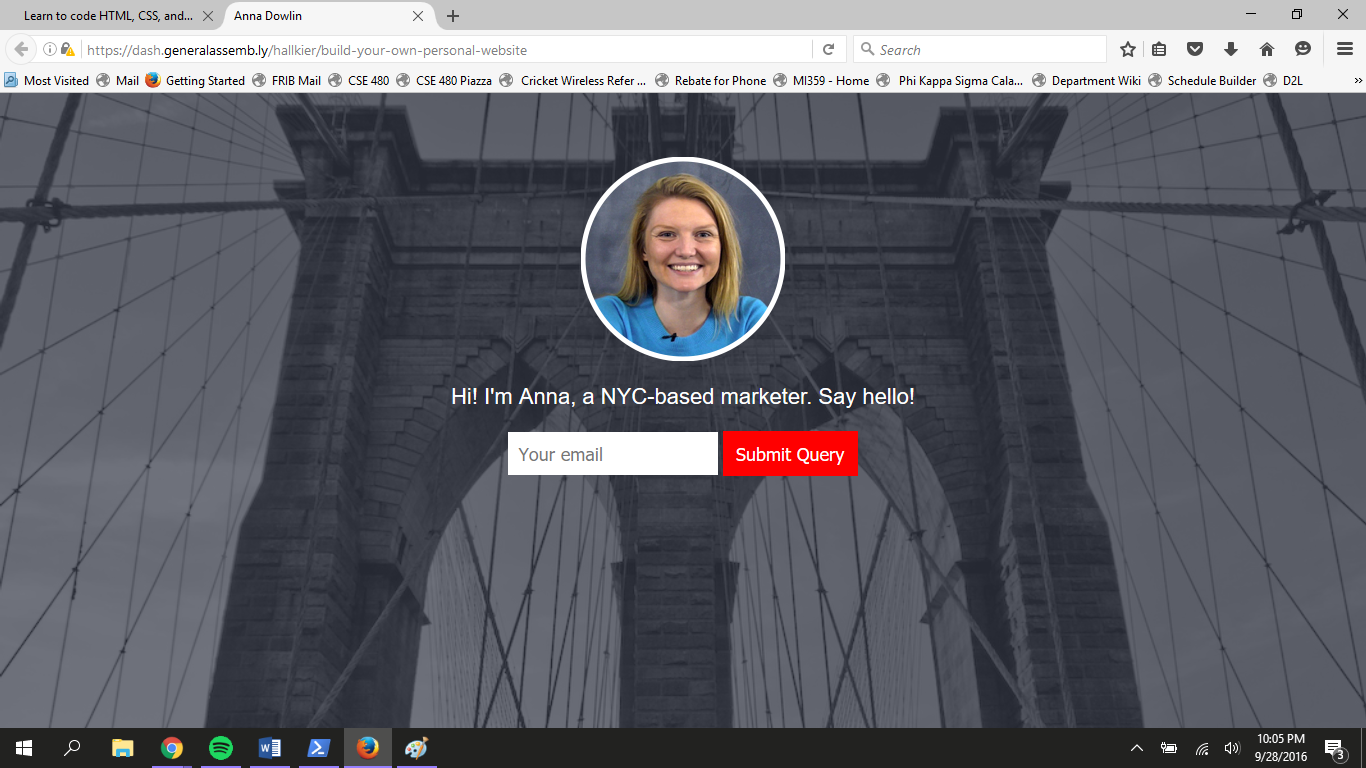 Learn to code HTML, CSS, and...
Anna Dowlin
https://dash.generalassemb.ly/hallkier/build-your-own-personal-website
Search
Most Visited Mail Getting Started FRIB Mail CSE 480 CSE 480 Piazza Cricket Wireless Refer ... Rebate for Phone MI359 - Home Phi Kappa Sigma Cala... Department Wiki Schedule Builder D2L
Hi! I'm Anna, a NYC-based marketer. Say hello!
Your email Submit Query
10:05 PM
9/28/2016
3